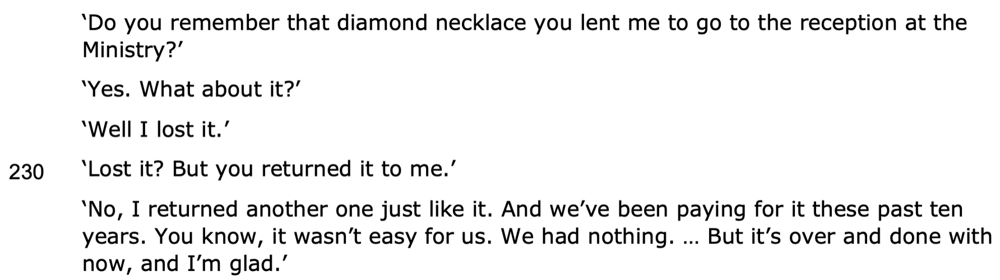 ‘Do you remember that diamond necklace you lent me to go to the reception at the
Ministry?’
‘Yes. What about it?’
‘Well I lost it.’
230 ‘Lost it? But you returned it to me.’
‘No, I returned another one just like it. And we’ve been paying for it these past ten
years. You know, it wasn’t easy for us. We had nothing. ... But it’s over and done with
now, and I’m glad.’